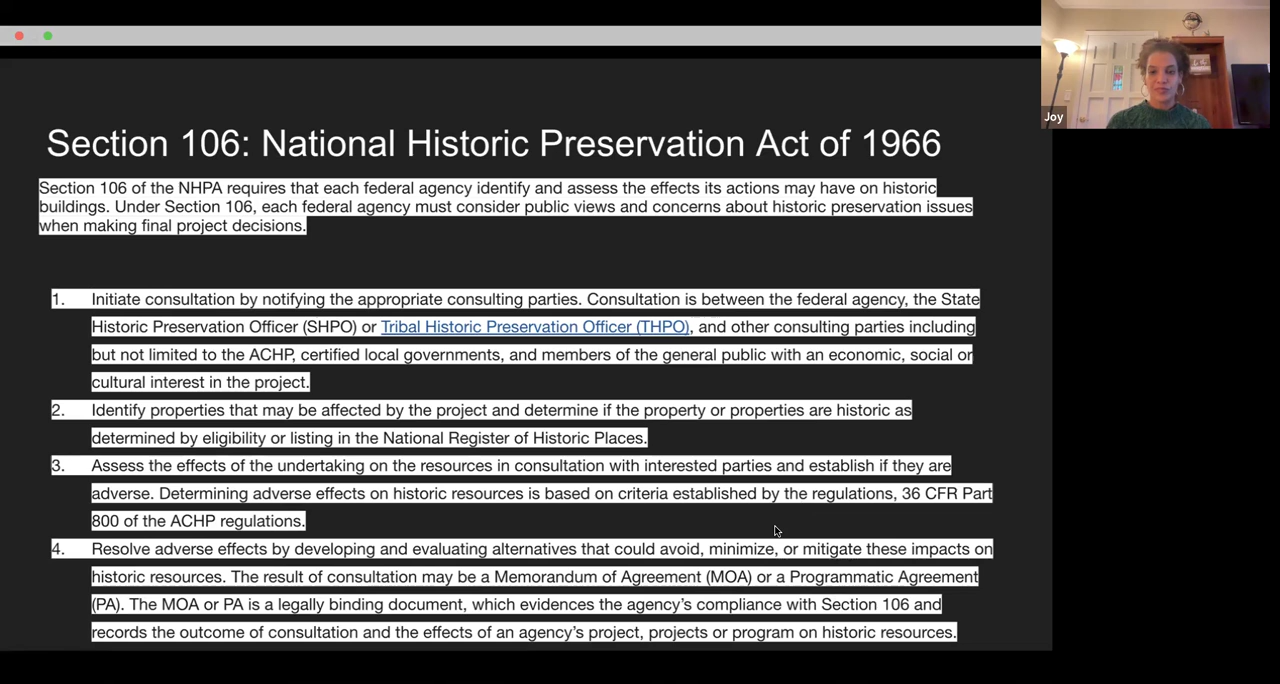 Joy
Section 106: National Historic Preservation Act of 1966
Section 106 of the NHPA requires that each federal agency identify and assess the effects its actions may have on historic
buildings. Under Section 106, each federal agency must consider public views and concerns about historic preservation issues
when making final project decisions.
1. Initiate consultation by notifying the appropriate consulting parties. Consultation is between the federal agency, the State
Historic Preservation Officer (SHPO) or Tribal Historic Preservation Officer (THPO), and other consulting parties including
but not limited to the ACHP, certified local governments, and members of the general public with an economic, social or
cultural interest in the project.
2. Identify properties that may be affected by the project and determine if the property or properties are historic as
determined by eligibility or listing in the National Register of Historic Places.
3. Assess the effects of the undertaking on the resources in consultation with interested parties and establish if they are
adverse. Determining adverse effects on historic resources is based on criteria established by the regulations, 36 CFR Part
800 of the ACHP regulations.
4. Resolve adverse effects by developing and evaluating alternatives that could avoid, minimize, or mitigate these impacts on
historic resources. The result of consultation may be a Memorandum of Agreement (MOA) or a Programmatic Agreement
(PA). The MOA or PA is a legally binding document, which evidences the agency’s compliance with Section 106 and
records the outcome of consultation and the effects of an agency’s project, projects or program on historic resources.